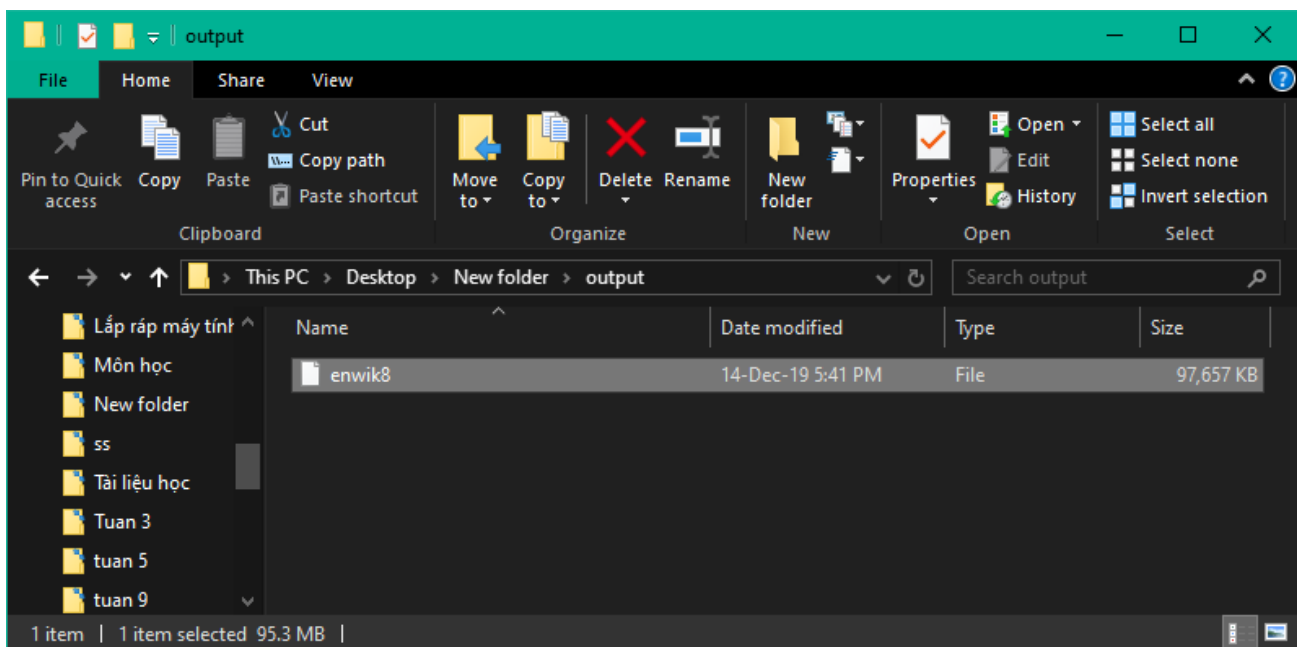 output
File Home Share View
Pin to Quick access
Copy
Paste
Cut
Copy path
Paste shortcut
Clipboard
Move to
Copy to
Delete
Rename
Organize
New folder
New
Properties
Open
Edit
History
Open
Select all
Select none
Invert selection
Select
This PC > Desktop > New folder > output
Search output
Lắp ráp máy tính
Môn học
New folder
ss
Tài liệu học
Tuan 3
tuan 5
tuan 9
Name Date modified Type Size
enwik8 14-Dec-19 5:41 PM File 97,657 KB
1 item | 1 item selected 95.3 MB |